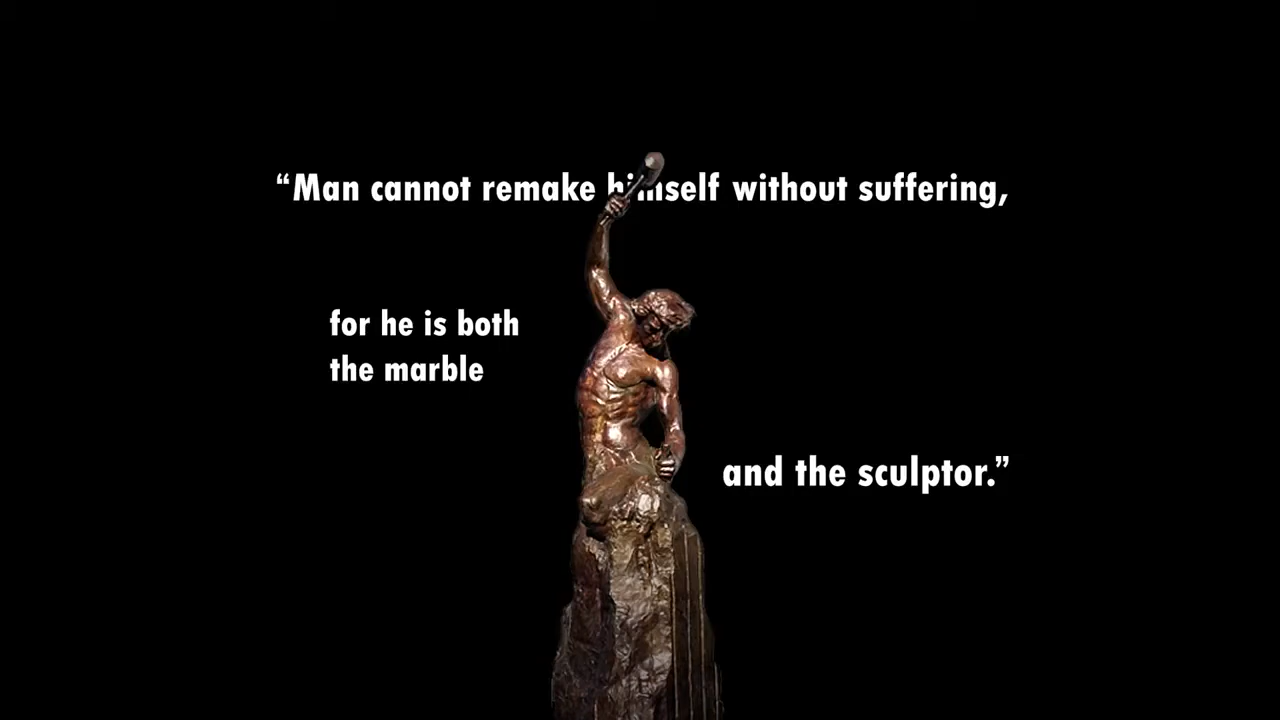 “Man cannot remake himself without suffering,
for he is both
the marble
and the sculptor.”